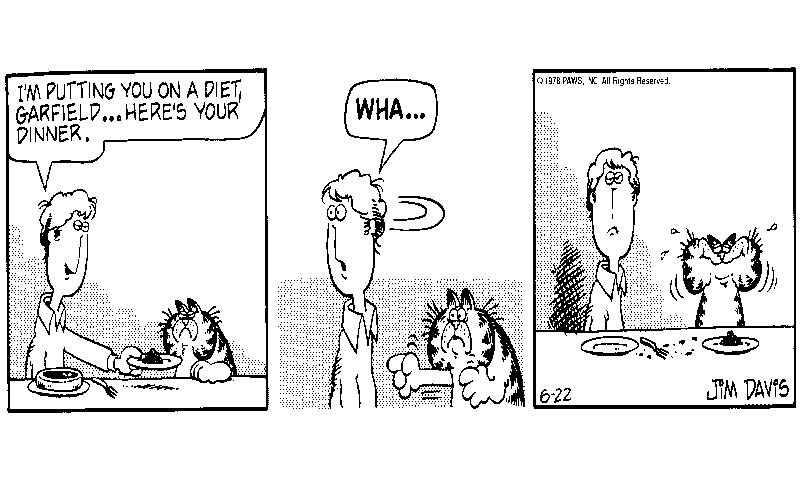 I'M PUTTING YOU ON A DIET,
GARFIELD...HERE'S YOUR
DINNER.
WHA...
© 1978 PAWS, INC. All Rights Reserved.
6-22
JIM DAVIS